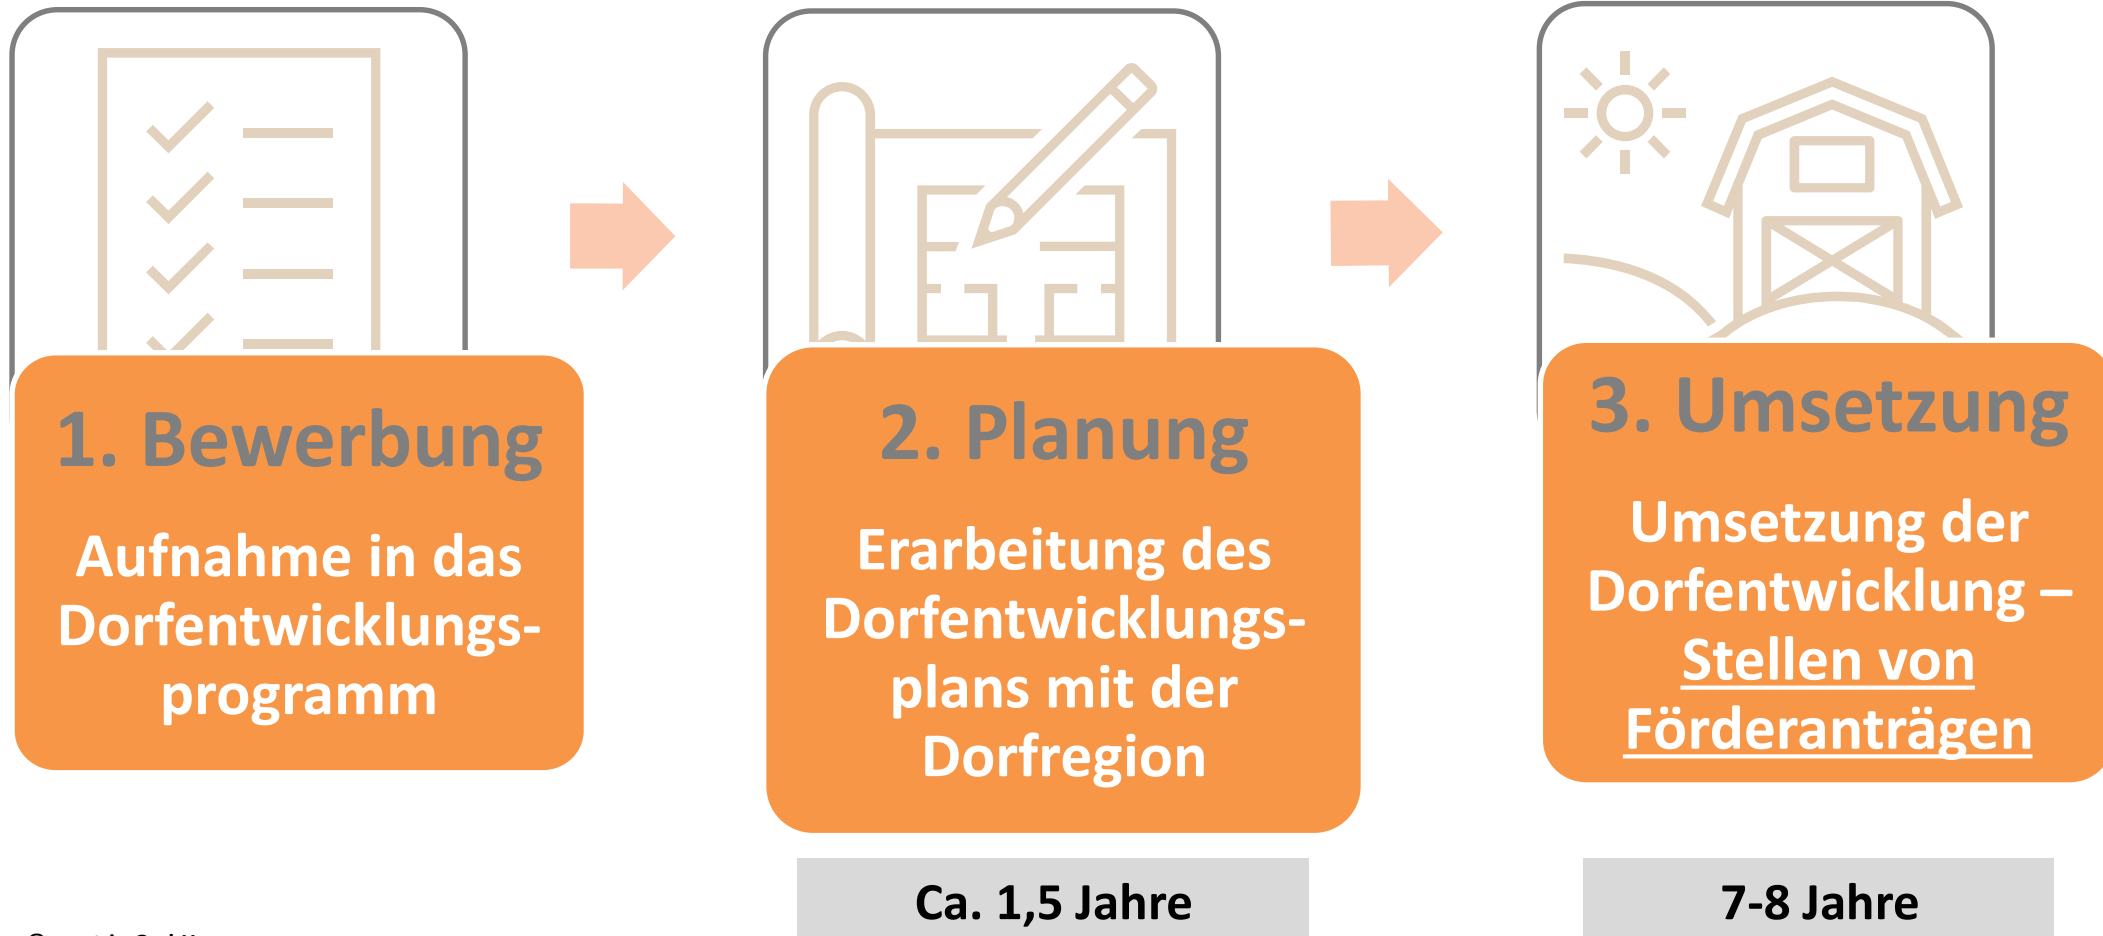 1. Bewerbung
Aufnahme in das
Dorfentwicklungs-
programm
2. Planung
Erarbeitung des
Dorfentwicklungs-
plans mit der
Dorfregion
Ca. 1,5 Jahre
3. Umsetzung
Umsetzung der
Dorfentwicklung –
Stellen von
Förderanträgen
7-8 Jahre